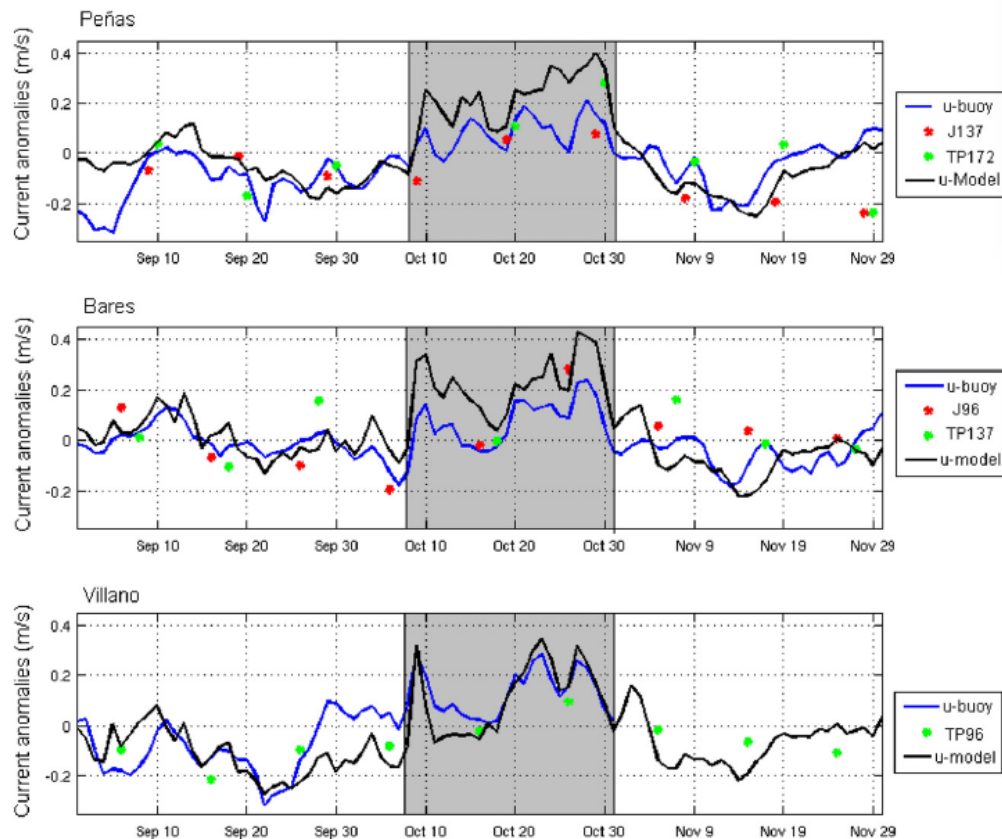 Peñas
Current anomalies (m/s)
0.4
0.2
0
-0.2
Sep 10 Sep 20 Sep 30 Oct 10 Oct 20 Oct 30 Nov 9 Nov 19 Nov 29
u-buoy
J137
TP172
u-Model
Bares
Current anomalies (m/s)
0.4
0.2
0
-0.2
Sep 10 Sep 20 Sep 30 Oct 10 Oct 20 Oct 30 Nov 9 Nov 19 Nov 29
u-buoy
J96
TP137
u-model
Villano
Current anomalies (m/s)
0.4
0.2
0
-0.2
Sep 10 Sep 20 Sep 30 Oct 10 Oct 20 Oct 30 Nov 9 Nov 19 Nov 29
u-buoy
TP96
u-model